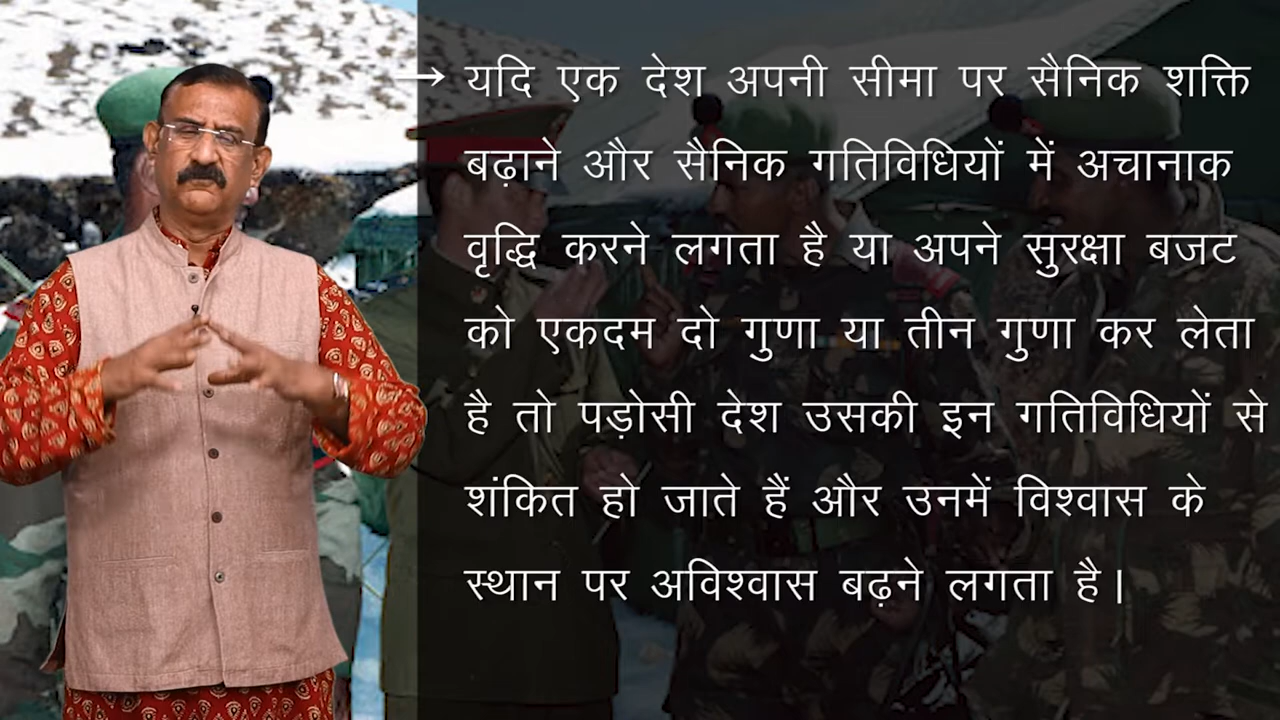 → यदि एक देश अपनी सीमा पर सैनिक शक्ति
बढ़ाने और सैनिक गतिविधियों में अचानाक
वृद्धि करने लगता है या अपने सुरक्षा बजट
को एकदम दो गुणा या तीन गुणा कर लेता
है तो पड़ोसी देश उसकी इन गतिविधियों से
शंकित हो जाते हैं और उनमें विश्वास के
स्थान पर अविश्वास बढ़ने लगता है।